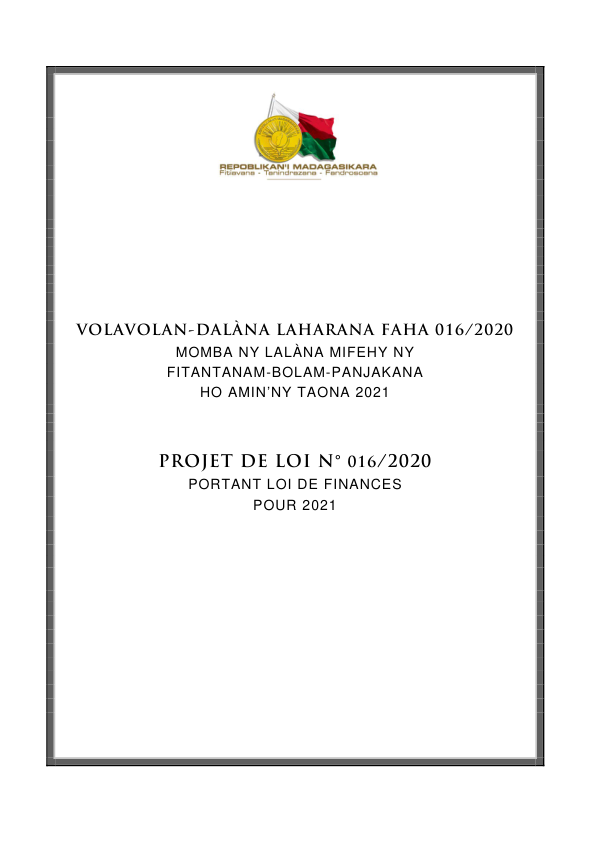 REPOBLIKAN'I MADAGASIKARA
Fitiavana - Tanindrazana - Fandrosoana
VOLAVOLAN-DALÀNA LAHARANA FAHA 016/2020
MOMBA NY LALÀNA MIFEHY NY
FITANTANAM-BOLAM-PANJAKANA
HO AMIN’NY TAONA 2021
PROJET DE LOI N° 016/2020
PORTANT LOI DE FINANCES
POUR 2021